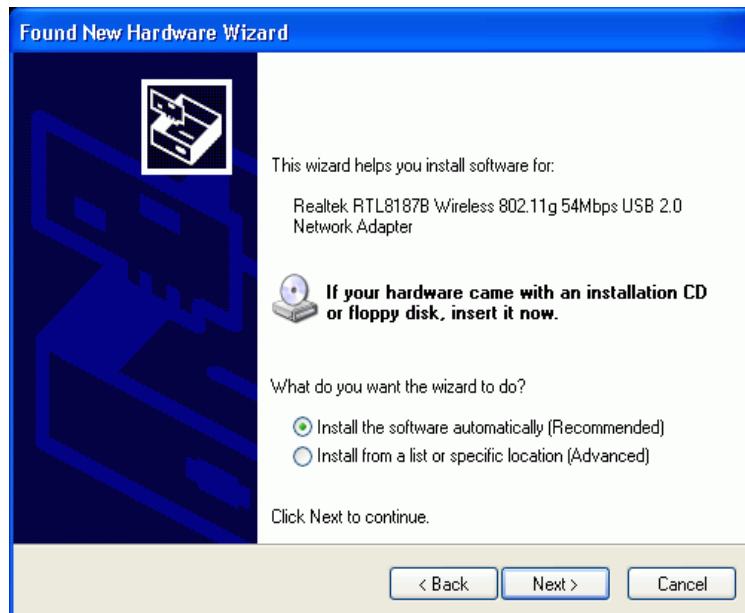 Found New Hardware Wizard
This wizard helps you install software for:
Realtek RTL8187B Wireless 802.11g 54Mbps USB 2.0
Network Adapter
If your hardware came with an installation CD
or floppy disk, insert it now.
What do you want the wizard to do?
Install the software automatically (Recommended)
Install from a list or specific location (Advanced)
Click Next to continue.
< Back
Next >
Cancel